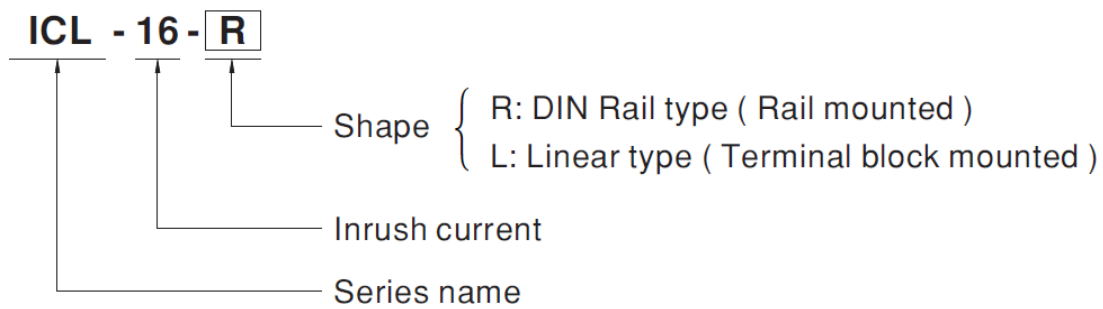 ICL - 16 - R
Shape
R: DIN Rail type ( Rail mounted )
L: Linear type ( Terminal block mounted )
Inrush current
Series name